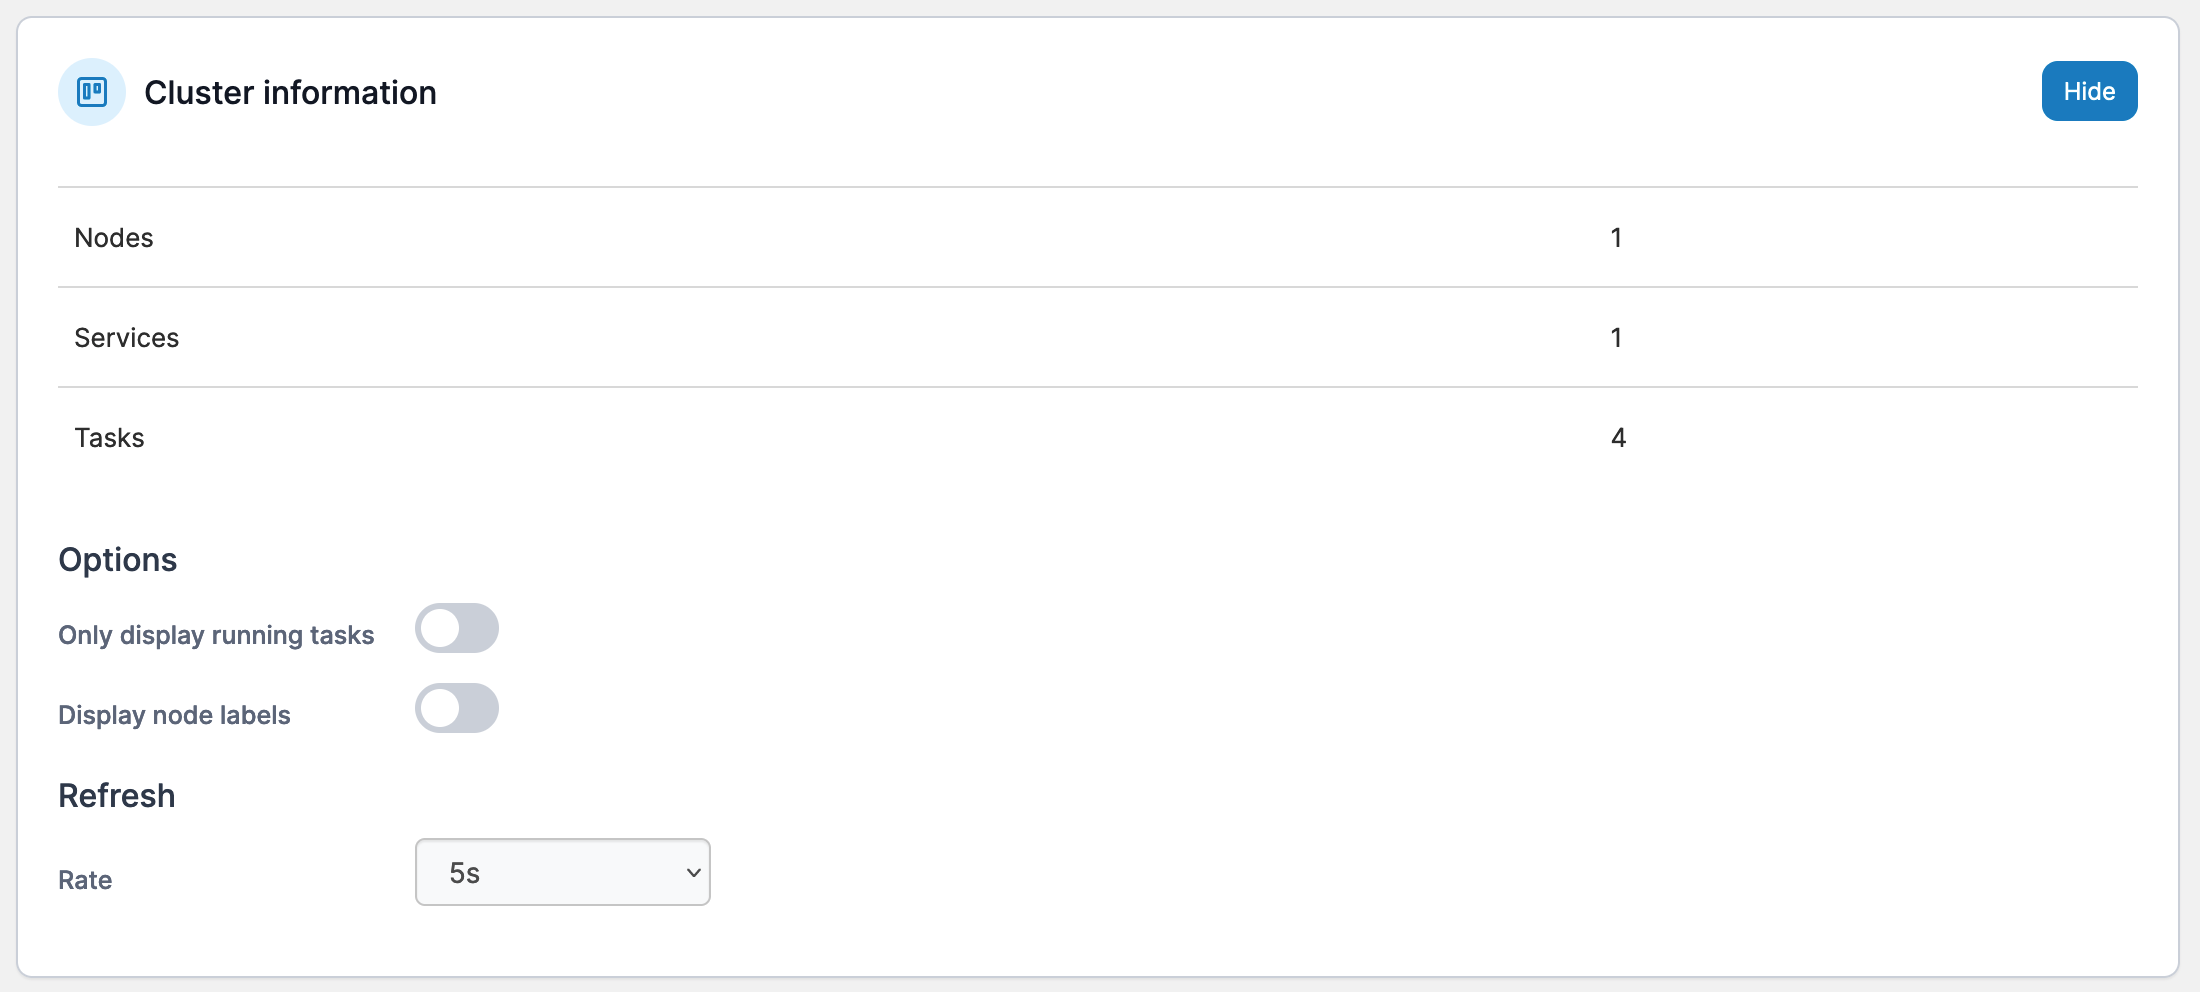 Cluster information
Hide
Nodes 1
Services 1
Tasks 4
Options
Only display running tasks
Display node labels
Refresh
Rate 5s